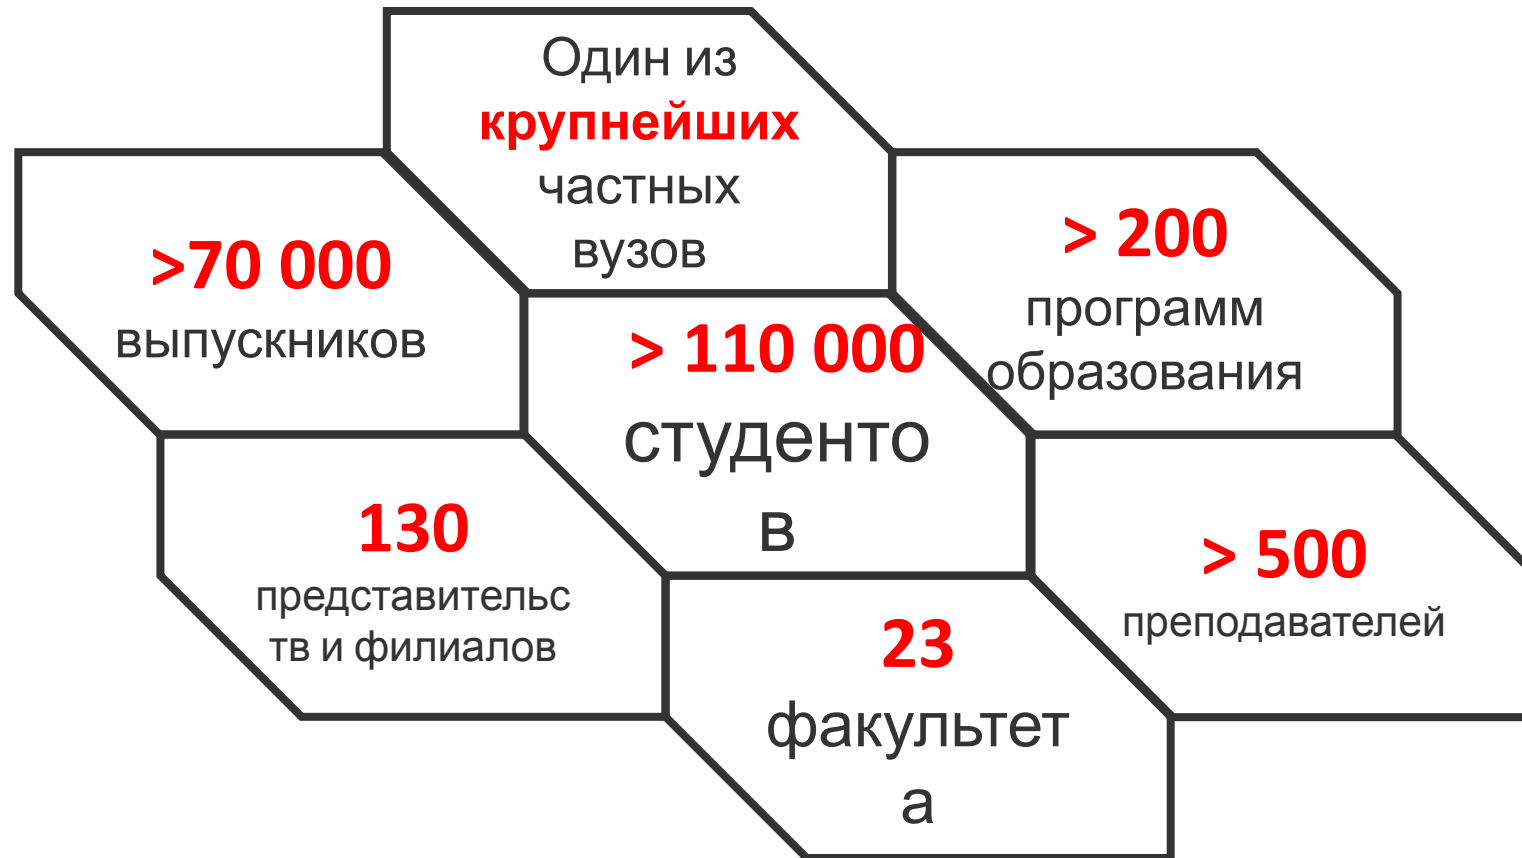 Один из
крупнейших
частных
вузов
>70 000
выпускников
> 200
программ
образования
> 110 000
студенто
в
130
представительс
тв и филиалов
> 500
преподавателей
23
факультет
а